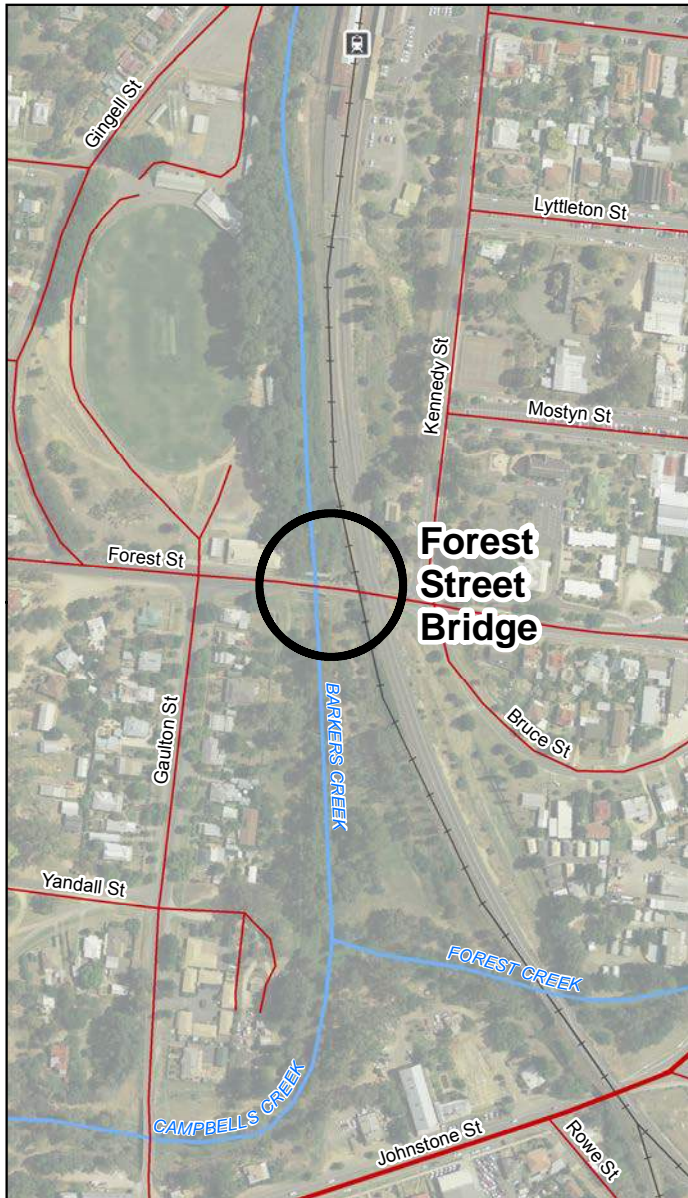 Gingell St
Lyttleton St
Kennedy St
Mostyn St
Forest St
Forest
Street
Bridge
BARKERS CREEK
Gaulton St
Bruce St
Yandall St
FOREST CREEK
CAMPBELLS CREEK
Johnstone St
Rowe St